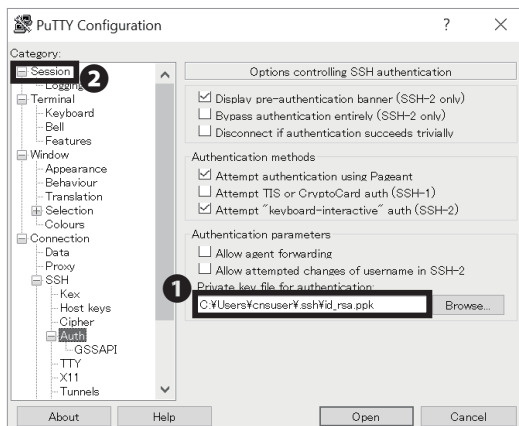 PuTTY Configuration ? ×
Category:
Session
2
Logging
Terminal
Keyboard
Bell
Features
Window
Appearance
Behaviour
Translation
Selection
Colours
Connection
Data
Proxy
SSH
Kex
Host keys
Cipher
Auth
GSSAPI
TTY
X11
Tunnels
Options controlling SSH authentication
Display pre-authentication banner (SSH-2 only)
Bypass authentication entirely (SSH-2 only)
Disconnect if authentication succeeds trivially
Authentication methods
Attempt authentication using Pageant
Attempt TIS or CryptoCard auth (SSH-1)
Attempt "keyboard-interactive" auth (SSH-2)
Authentication parameters
Allow agent forwarding
Allow attempted changes of username in SSH-2
1
Private key file for authentication:
C:¥Users¥cnsuser¥.ssh¥id_rsa.ppk Browse...
About Help Open Cancel